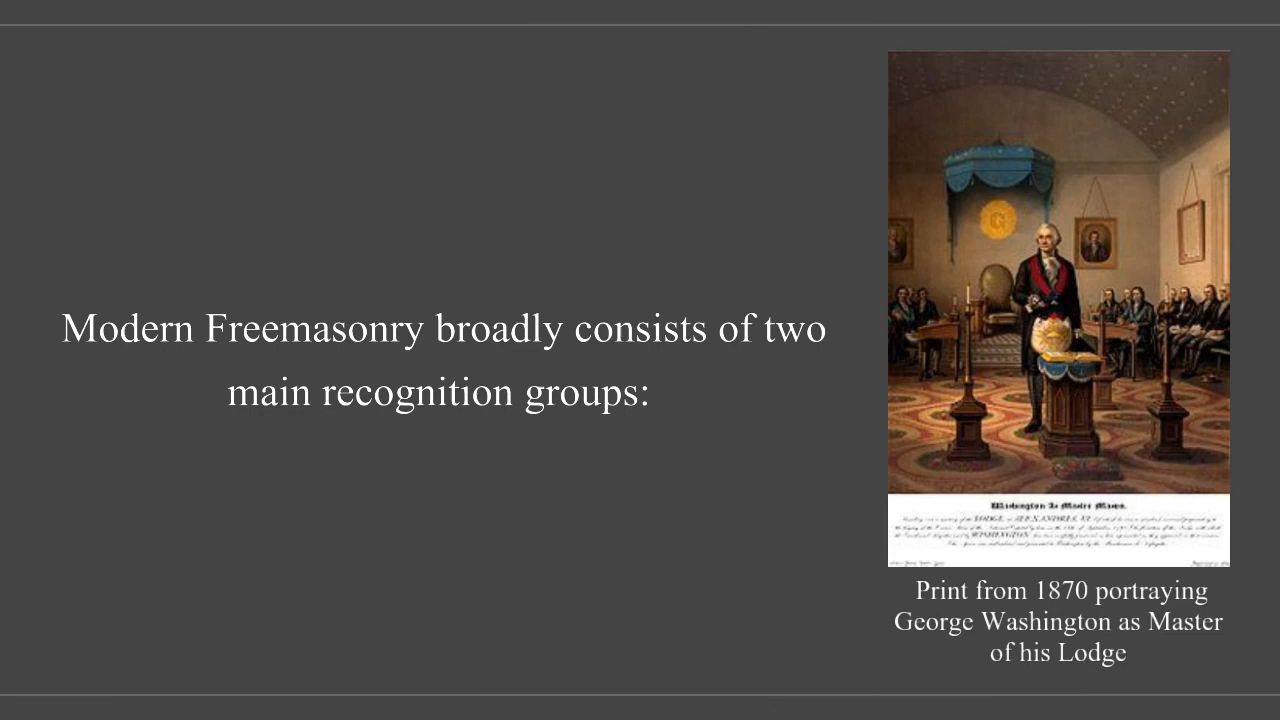 Modern Freemasonry broadly consists of two
main recognition groups:
G
Washington As Master Mason.
Print from 1870 portraying
George Washington as Master
of his Lodge